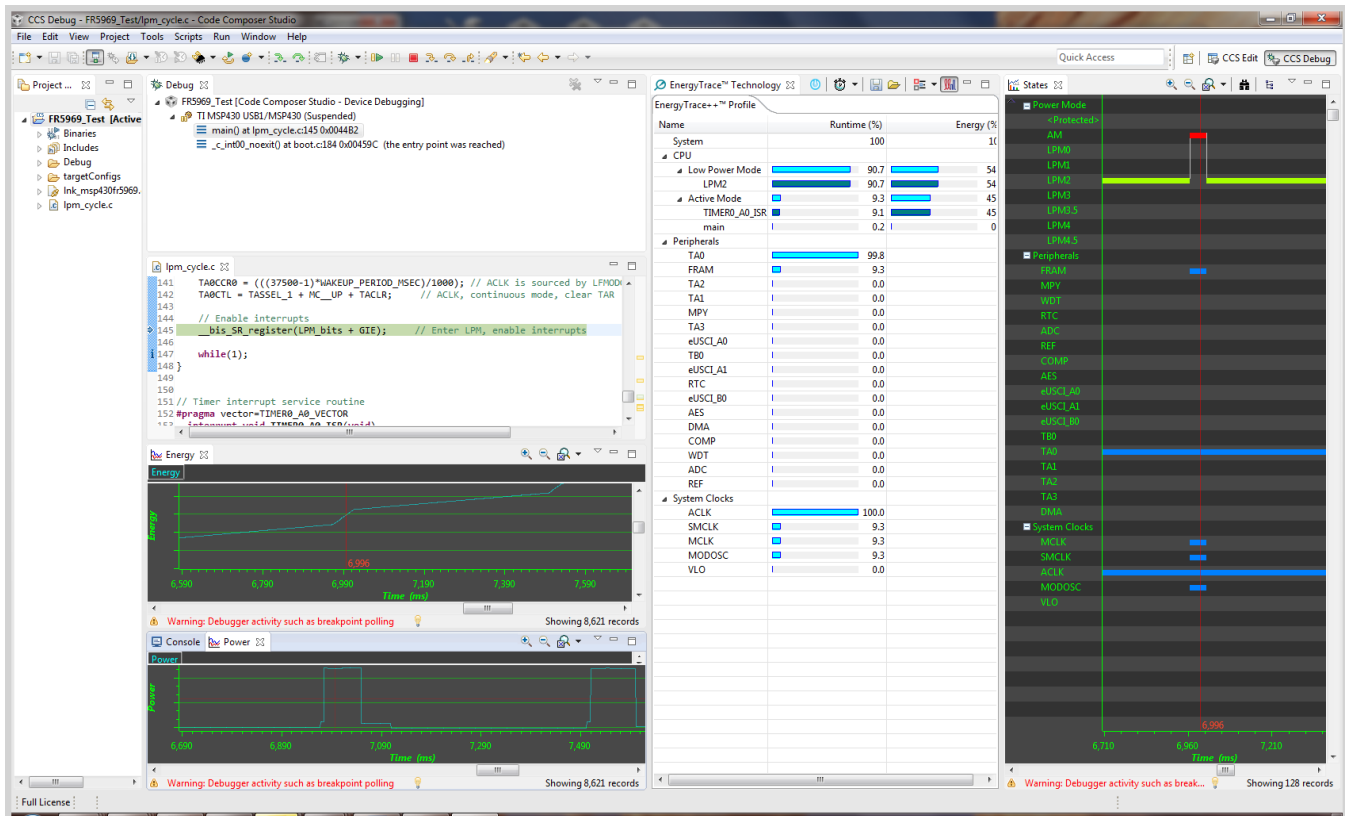 CCS Debug - FR5969_Test/lpm_cycle.c - Code Composer Studio
File Edit View Project Tools Scripts Run Window Help
Quick Access
CCS Edit
CCS Debug
Project ...
FR5969_Test [Active
Binaries
Includes
Debug
targetConfigs
lnk_msp430fr5969.
lpm_cycle.c
Debug
FR5969_Test [Code Composer Studio - Device Debugging]
TI MSP430 USB1/MSP430 (Suspended)
main() at lpm_cycle.c:145 0x0044B2
_c_int00_noexit() at boot.c:184 0x00459C (the entry point was reached)
lpm_cycle.c
141 TA0CCR0 = (((37500-1)*WAKEUP_PERIOD_MSEC)/1000); // ACLK is sourced by LFMOD
142 TA0CTL = TASSEL_1 + MC__UP + TACLR; // ACLK, continuous mode, clear TAR
143
144 // Enable interrupts
145 __bis_SR_register(LPM_bits + GIE); // Enter LPM, enable interrupts
146
147 while(1);
148 }
149
150
151 // Timer interrupt service routine
152 #pragma vector=TIMER0_A0_VECTOR
Energy
Energy
Energy
6,996
6,590 6,790 6,990 7,190 7,390 7,590
Time (ms)
Warning: Debugger activity such as breakpoint polling
Showing 8,621 records
Console Power
Power
Power
6,690 6,890 7,090 7,290 7,490
Time (ms)
Warning: Debugger activity such as breakpoint polling
Showing 8,621 records
EnergyTrace™ Technology
EnergyTrace++™ Profile
Name Runtime (%) Energy (%
System 100 10
CPU
Low Power Mode 90.7 54
LPM2 90.7 54
Active Mode 9.3 45
TIMER0_A0_ISR 9.1 45
main 0.2 0
Peripherals
TA0 99.8
FRAM 9.3
TA2 0.0
TA1 0.0
MPY 0.0
TA3 0.0
eUSCI_A0 0.0
TB0 0.0
eUSCI_A1 0.0
RTC 0.0
eUSCI_B0 0.0
AES 0.0
DMA 0.0
COMP 0.0
WDT 0.0
ADC 0.0
REF 0.0
System Clocks
ACLK 100.0
SMCLK 9.3
MCLK 9.3
MODOSC 9.3
VLO 0.0
States
Power Mode
<Protected>
AM
LPM0
LPM1
LPM2
LPM3
LPM3.5
LPM4
LPM4.5
Peripherals
FRAM
MPY
WDT
RTC
ADC
REF
COMP
AES
eUSCI_A0
eUSCI_A1
eUSCI_B0
TB0
TA0
TA1
TA2
TA3
DMA
System Clocks
MCLK
SMCLK
ACLK
MODOSC
VLO
6,996
6,710 6,960 7,210
Time (ms)
Warning: Debugger activity such as break...
Showing 128 records
Full License